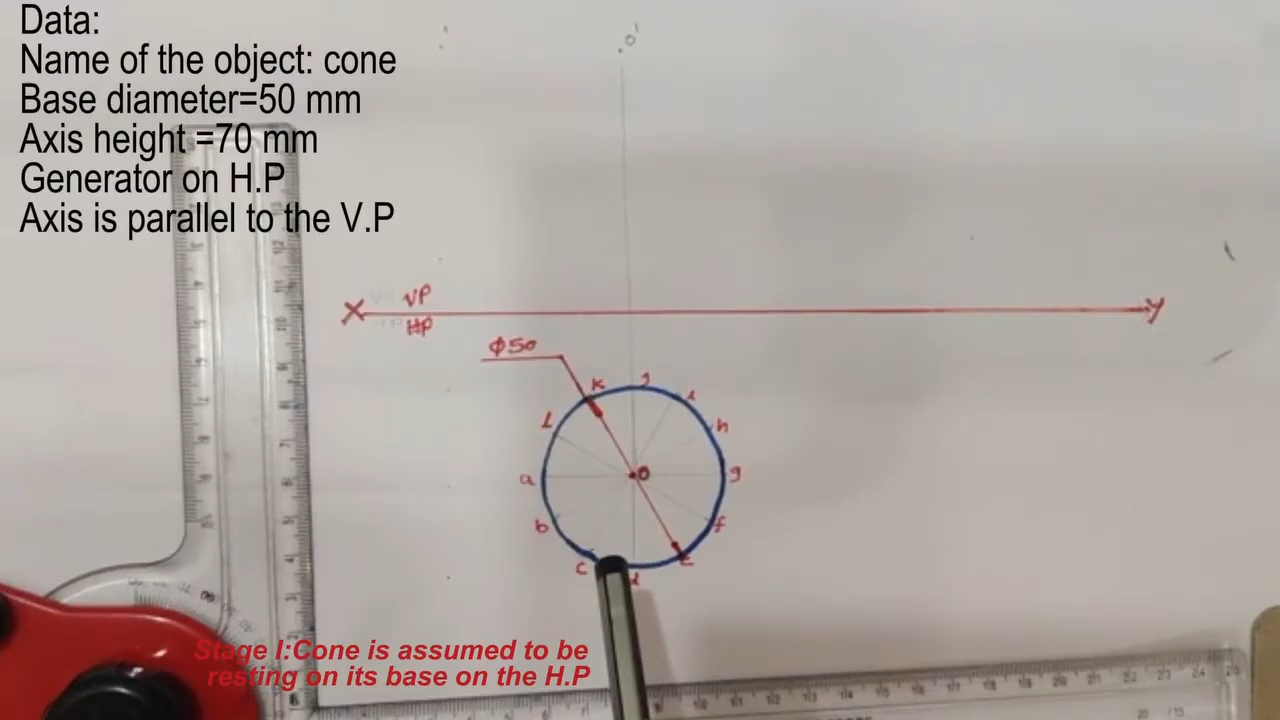 Data:
Name of the object: cone
Base diameter=50 mm
Axis height =70 mm
Generator on H.P
Axis is parallel to the V.P
o'
X VP Y
HP
Φ50
k j i
l h
a o g
b f
c d e
Stage I:Cone is assumed to be
resting on its base on the H.P